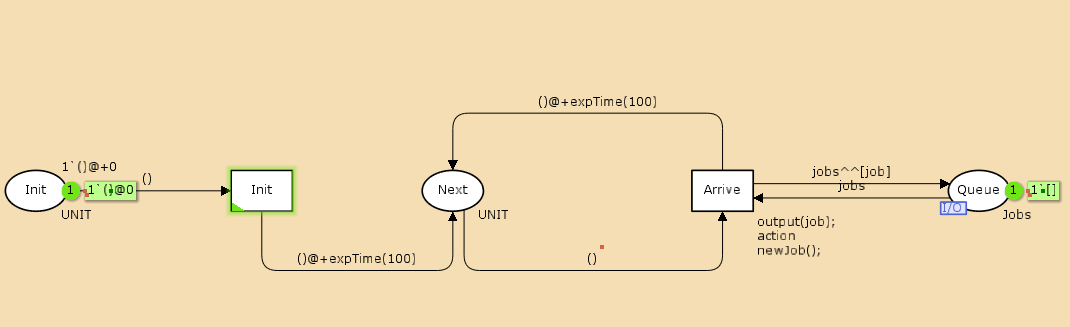 ()@+expTime(100)
1`()@+0
()
jobs^^[job]
Init
1
1`()@0
Init
Next
Arrive
jobs
Queue
1
1`[]
UNIT
UNIT
I/O
Jobs
output(job);
action
newJob();
()@+expTime(100)
()